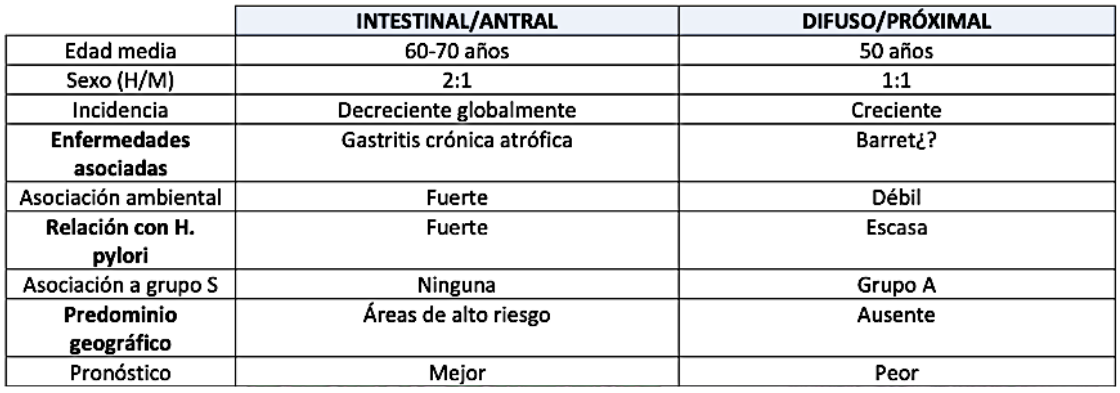 INTESTINAL/ANTRAL DIFUSO/PRÓXIMAL
Edad media 60-70 años 50 años
Sexo (H/M) 2:1 1:1
Incidencia Decreciente globalmente Creciente
Enfermedades asociadas Gastritis crónica atrófica Barret¿?
Asociación ambiental Fuerte Débil
Relación con H. pylori Fuerte Escasa
Asociación a grupo S Ninguna Grupo A
Predominio geográfico Áreas de alto riesgo Ausente
Pronóstico Mejor Peor